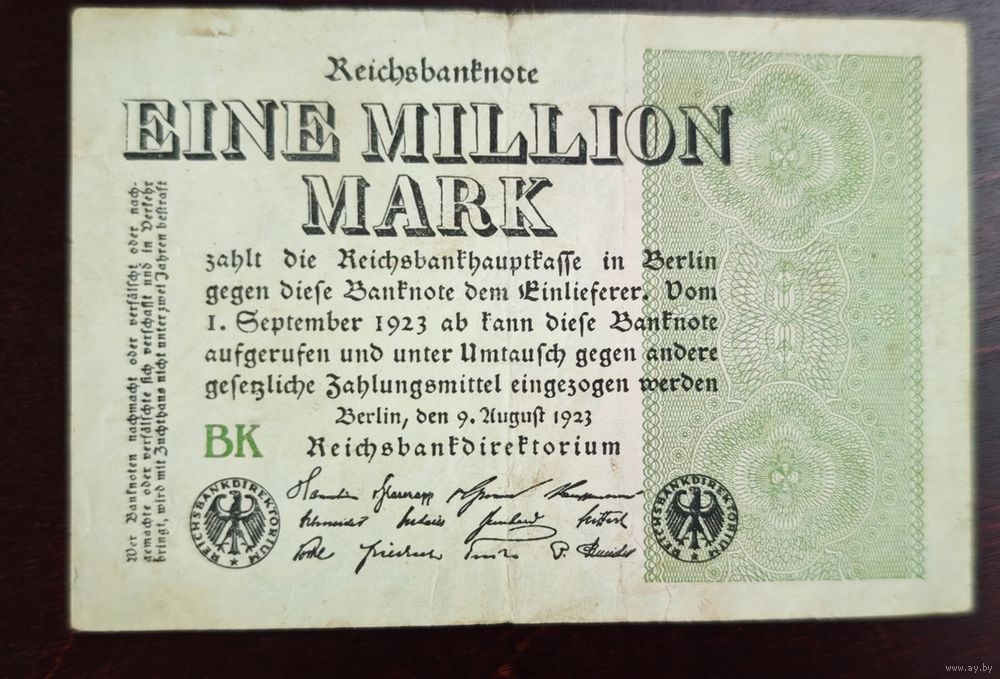 Reichsbanknote
EINE MILLION
MARK
zahlt die Reichsbankhauptkasse in Berlin
gegen diese Banknote dem Einlieferer. Vom
1. September 1923 ab kann diese Banknote
aufgerufen und unter Umtausch gegen andere
gesetzliche Zahlungsmittel eingezogen werden
Berlin, den 9. August 1923
BK Reichsbankdirektorium
Wer Banknoten nachmacht oder verfälscht oder nach-
gemachte oder verfälschte sich verschafft und in Verkehr
bringt, wird mit Zuchthaus nicht unter zwei Jahren bestraft
REICHSBANKDIREKTORIUM
REICHSBANKDIREKTORIUM
www.ay.by